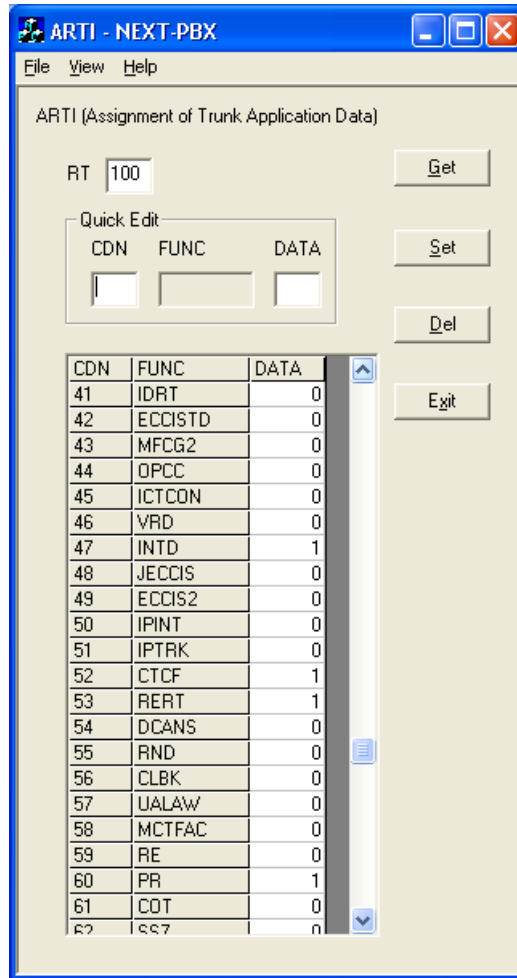 ARTI - NEXT-PBX
File View Help
ARTI (Assignment of Trunk Application Data)
RT 100
Get
Quick Edit
CDN FUNC DATA
Set
Del
Exit
CDN FUNC DATA
41 IDRT 0
42 ECCISTD 0
43 MFCG2 0
44 OPCC 0
45 ICTCON 0
46 VRD 0
47 INTD 1
48 JECCIS 0
49 ECCIS2 0
50 IPINT 0
51 IPTRK 0
52 CTCF 1
53 RERT 1
54 DCANS 0
55 RND 0
56 CLBK 0
57 UALAW 0
58 MCTFAC 0
59 RE 0
60 PR 1
61 COT 0
62 SS7 0